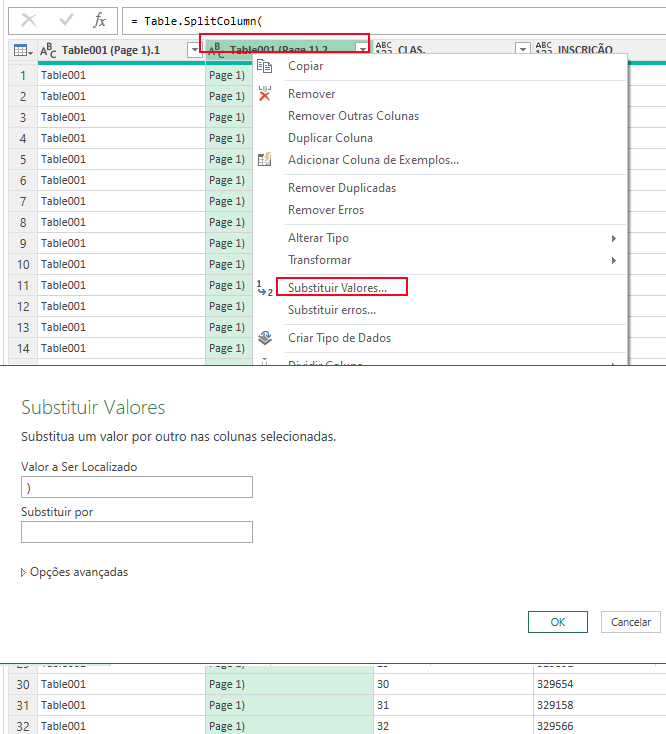 fx = Table.SplitColumn(
ABC Table001 (Page 1).1 ABC Table001 (Page 1).2 ABC 123 CLAS. ABC 123 INSCRIÇÃO
1 Table001 Page 1)
2 Table001 Page 1)
3 Table001 Page 1)
4 Table001 Page 1)
5 Table001 Page 1)
6 Table001 Page 1)
7 Table001 Page 1)
8 Table001 Page 1)
9 Table001 Page 1)
10 Table001 Page 1)
11 Table001 Page 1)
12 Table001 Page 1)
13 Table001 Page 1)
14 Table001 Page 1)
Copiar
Remover
Remover Outras Colunas
Duplicar Coluna
Adicionar Coluna de Exemplos...
Remover Duplicadas
Remover Erros
Alterar Tipo
Transformar
1 2 Substituir Valores...
Substituir erros...
Criar Tipo de Dados
Dividir Coluna
Substituir Valores
Substitua um valor por outro nas colunas selecionadas.
Valor a Ser Localizado
)
Substituir por
Opções avançadas
OK Cancelar
30 Table001 Page 1) 30 329654
31 Table001 Page 1) 31 329158
32 Table001 Page 1) 32 329566